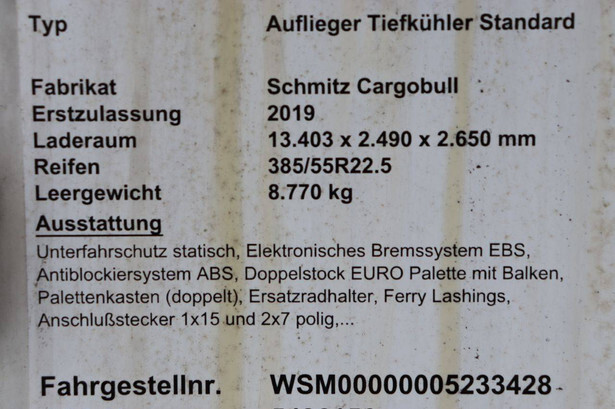 Typ Auflieger Tiefkühler Standard
Fabrikat Schmitz Cargobull
Erstzulassung 2019
Laderaum 13.403 x 2.490 x 2.650 mm
Reifen 385/55R22.5
Leergewicht 8.770 kg
Ausstattung
Unterfahrschutz statisch, Elektronisches Bremssystem EBS,
Antiblockiersystem ABS, Doppelstock EURO Palette mit Balken,
Palettenkasten (doppelt), Ersatzradhalter, Ferry Lashings,
Anschlußstecker 1x15 und 2x7 polig,...
Fahrgestellnr. WSM00000005233428